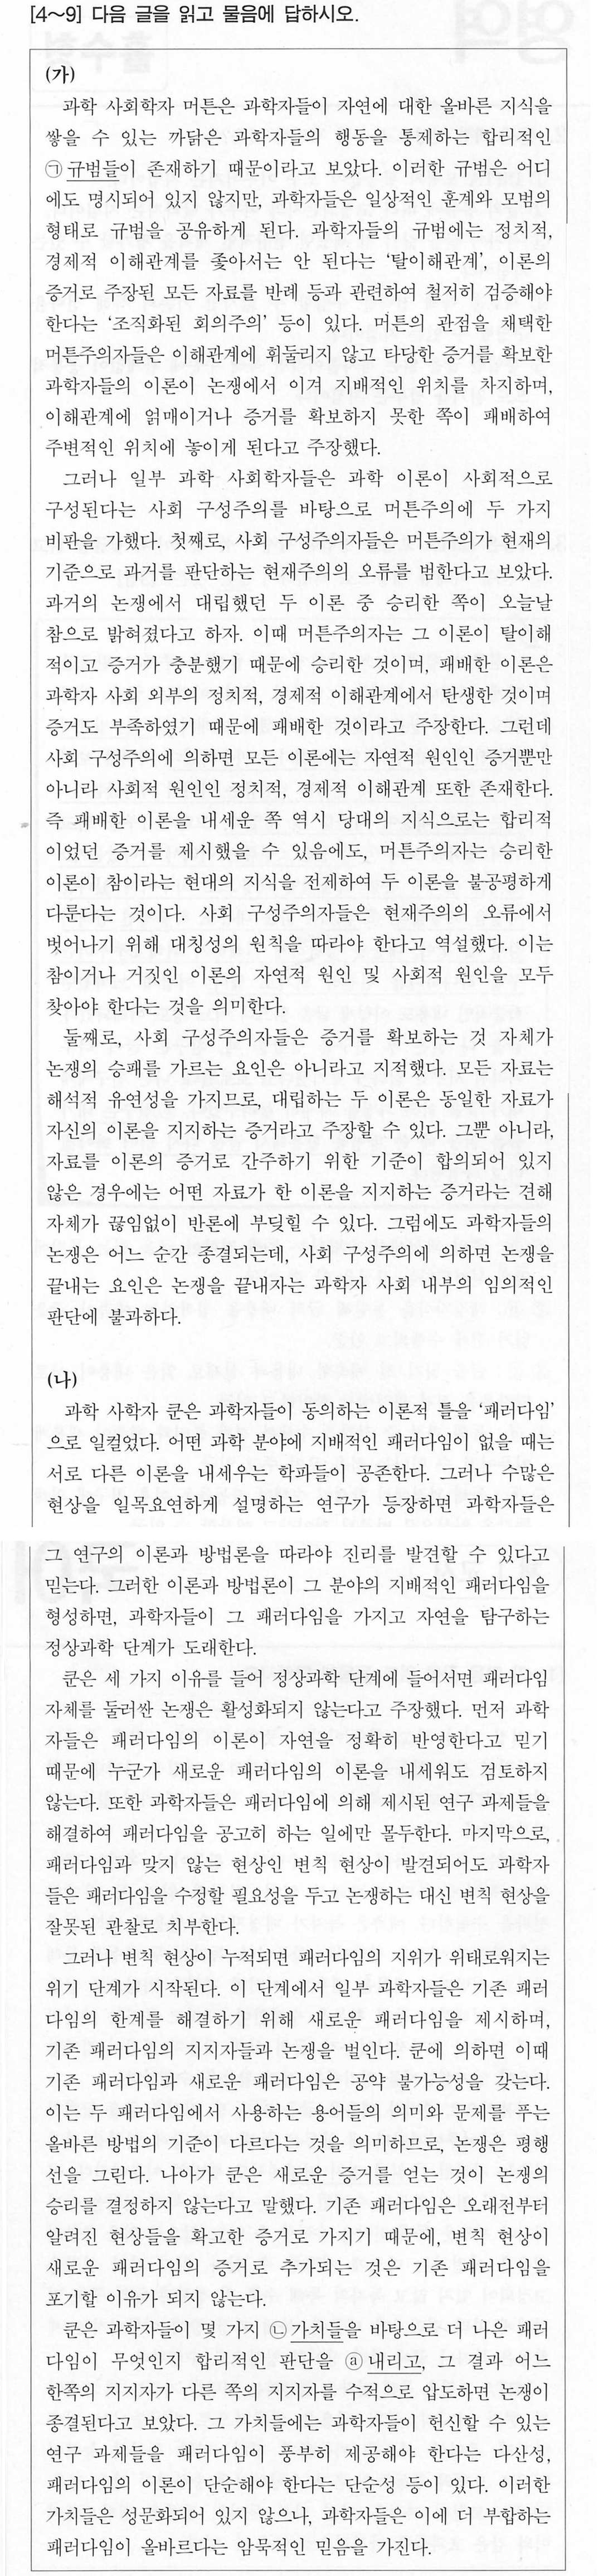 [4～9] 다음 글을 읽고 물음에 답하시오.
(가)
과학 사회학자 머튼은 과학자들이 자연에 대한 올바른 지식을
쌓을 수 있는 까닭은 과학자들의 행동을 통제하는 합리적인
㉠ 규범들이 존재하기 때문이라고 보았다. 이러한 규범은 어디
에도 명시되어 있지 않지만, 과학자들은 일상적인 훈계와 모범의
형태로 규범을 공유하게 된다. 과학자들의 규범에는 정치적,
경제적 이해관계를 좇아서는 안 된다는 ‘탈이해관계’, 이론의
증거로 주장된 모든 자료를 반례 등과 관련하여 철저히 검증해야
한다는 ‘조직화된 회의주의’ 등이 있다. 머튼의 관점을 채택한
머튼주의자들은 이해관계에 휘둘리지 않고 타당한 증거를 확보한
과학자들의 이론이 논쟁에서 이겨 지배적인 위치를 차지하며,
이해관계에 얽매이거나 증거를 확보하지 못한 쪽이 패배하여
주변적인 위치에 놓이게 된다고 주장했다.
그러나 일부 과학 사회학자들은 과학 이론이 사회적으로
구성된다는 사회 구성주의를 바탕으로 머튼주의에 두 가지
비판을 가했다. 첫째로, 사회 구성주의자들은 머튼주의가 현재의
기준으로 과거를 판단하는 현재주의의 오류를 범한다고 보았다.
과거의 논쟁에서 대립했던 두 이론 중 승리한 쪽이 오늘날
참으로 밝혀졌다고 하자. 이때 머튼주의자는 그 이론이 탈이해
적이고 증거가 충분했기 때문에 승리한 것이며, 패배한 이론은
과학자 사회 외부의 정치적, 경제적 이해관계에서 탄생한 것이며
증거도 부족하였기 때문에 패배한 것이라고 주장한다. 그런데
사회 구성주의에 의하면 모든 이론에는 자연적 원인인 증거뿐만
아니라 사회적 원인인 정치적, 경제적 이해관계 또한 존재한다.
즉 패배한 이론을 내세운 쪽 역시 당대의 지식으로는 합리적
이었던 증거를 제시했을 수 있음에도, 머튼주의자는 승리한
이론이 참이라는 현대의 지식을 전제하여 두 이론을 불공평하게
다룬다는 것이다. 사회 구성주의자들은 현재주의의 오류에서
벗어나기 위해 대칭성의 원칙을 따라야 한다고 역설했다. 이는
참이거나 거짓인 이론의 자연적 원인 및 사회적 원인을 모두
찾아야 한다는 것을 의미한다.
둘째로, 사회 구성주의자들은 증거를 확보하는 것 자체가
논쟁의 승패를 가르는 요인은 아니라고 지적했다. 모든 자료는
해석적 유연성을 가지므로, 대립하는 두 이론은 동일한 자료가
자신의 이론을 지지하는 증거라고 주장할 수 있다. 그뿐 아니라,
자료를 이론의 증거로 간주하기 위한 기준이 합의되어 있지
않은 경우에는 어떤 자료가 한 이론을 지지하는 증거라는 견해
자체가 끊임없이 반론에 부딪힐 수 있다. 그럼에도 과학자들의
논쟁은 어느 순간 종결되는데, 사회 구성주의에 의하면 논쟁을
끝내는 요인은 논쟁을 끝내자는 과학자 사회 내부의 임의적인
판단에 불과하다.
(나)
과학 사학자 쿤은 과학자들이 동의하는 이론적 틀을 ‘패러다임’
으로 일컬었다. 어떤 과학 분야에 지배적인 패러다임이 없을 때는
서로 다른 이론을 내세우는 학파들이 공존한다. 그러나 수많은
현상을 일목요연하게 설명하는 연구가 등장하면 과학자들은
그 연구의 이론과 방법론을 따라야 진리를 발견할 수 있다고
믿는다. 그러한 이론과 방법론이 그 분야의 지배적인 패러다임을
형성하면, 과학자들이 그 패러다임을 가지고 자연을 탐구하는
정상과학 단계가 도래한다.
쿤은 세 가지 이유를 들어 정상과학 단계에 들어서면 패러다임
자체를 둘러싼 논쟁은 활성화되지 않는다고 주장했다. 먼저 과학
자들은 패러다임의 이론이 자연을 정확히 반영한다고 믿기
때문에 누군가 새로운 패러다임의 이론을 내세워도 검토하지
않는다. 또한 과학자들은 패러다임에 의해 제시된 연구 과제들을
해결하여 패러다임을 공고히 하는 일에만 몰두한다. 마지막으로,
패러다임과 맞지 않는 현상인 변칙 현상이 발견되어도 과학자
들은 패러다임을 수정할 필요성을 두고 논쟁하는 대신 변칙 현상을
잘못된 관찰로 치부한다.
그러나 변칙 현상이 누적되면 패러다임의 지위가 위태로워지는
위기 단계가 시작된다. 이 단계에서 일부 과학자들은 기존 패러
다임의 한계를 해결하기 위해 새로운 패러다임을 제시하며,
기존 패러다임의 지지자들과 논쟁을 벌인다. 쿤에 의하면 이때
기존 패러다임과 새로운 패러다임은 공약 불가능성을 갖는다.
이는 두 패러다임에서 사용하는 용어들의 의미와 문제를 푸는
올바른 방법의 기준이 다르다는 것을 의미하므로, 논쟁은 평행
선을 그린다. 나아가 쿤은 새로운 증거를 얻는 것이 논쟁의
승리를 결정하지 않는다고 말했다. 기존 패러다임은 오래전부터
알려진 현상들을 확고한 증거로 가지기 때문에, 변칙 현상이
새로운 패러다임의 증거로 추가되는 것은 기존 패러다임을
포기할 이유가 되지 않는다.
쿤은 과학자들이 몇 가지 ㉡ 가치들을 바탕으로 더 나은 패러
다임이 무엇인지 합리적인 판단을 ⓐ 내리고, 그 결과 어느
한쪽의 지지자가 다른 쪽의 지지자를 수적으로 압도하면 논쟁이
종결된다고 보았다. 그 가치들에는 과학자들이 헌신할 수 있는
연구 과제들을 패러다임이 풍부히 제공해야 한다는 다산성,
패러다임의 이론이 단순해야 한다는 단순성 등이 있다. 이러한
가치들은 성문화되어 있지 않으나, 과학자들은 이에 더 부합하는
패러다임이 올바르다는 암묵적인 믿음을 가진다.